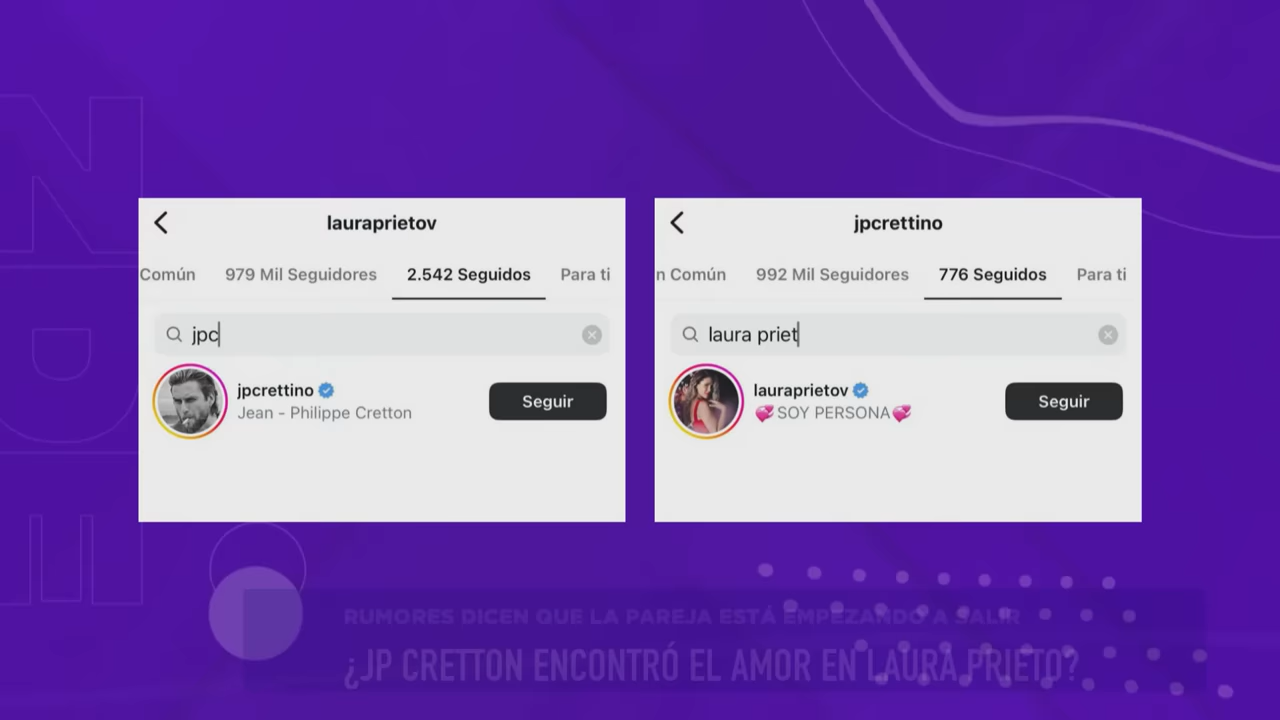 lauraprietov
Común 979 Mil Seguidores 2.542 Seguidos Para ti
jpc
jpcrettino
Jean - Philippe Cretton
Seguir
jpcrettino
n Común 992 Mil Seguidores 776 Seguidos Para ti
laura priet
lauraprietov
💞SOY PERSONA💞
Seguir
RUMORES DICEN QUE LA PAREJA ESTÁ EMPEZANDO A SALIR
¿JP CRETTON ENCONTRÓ EL AMOR EN LAURA PRIETO?